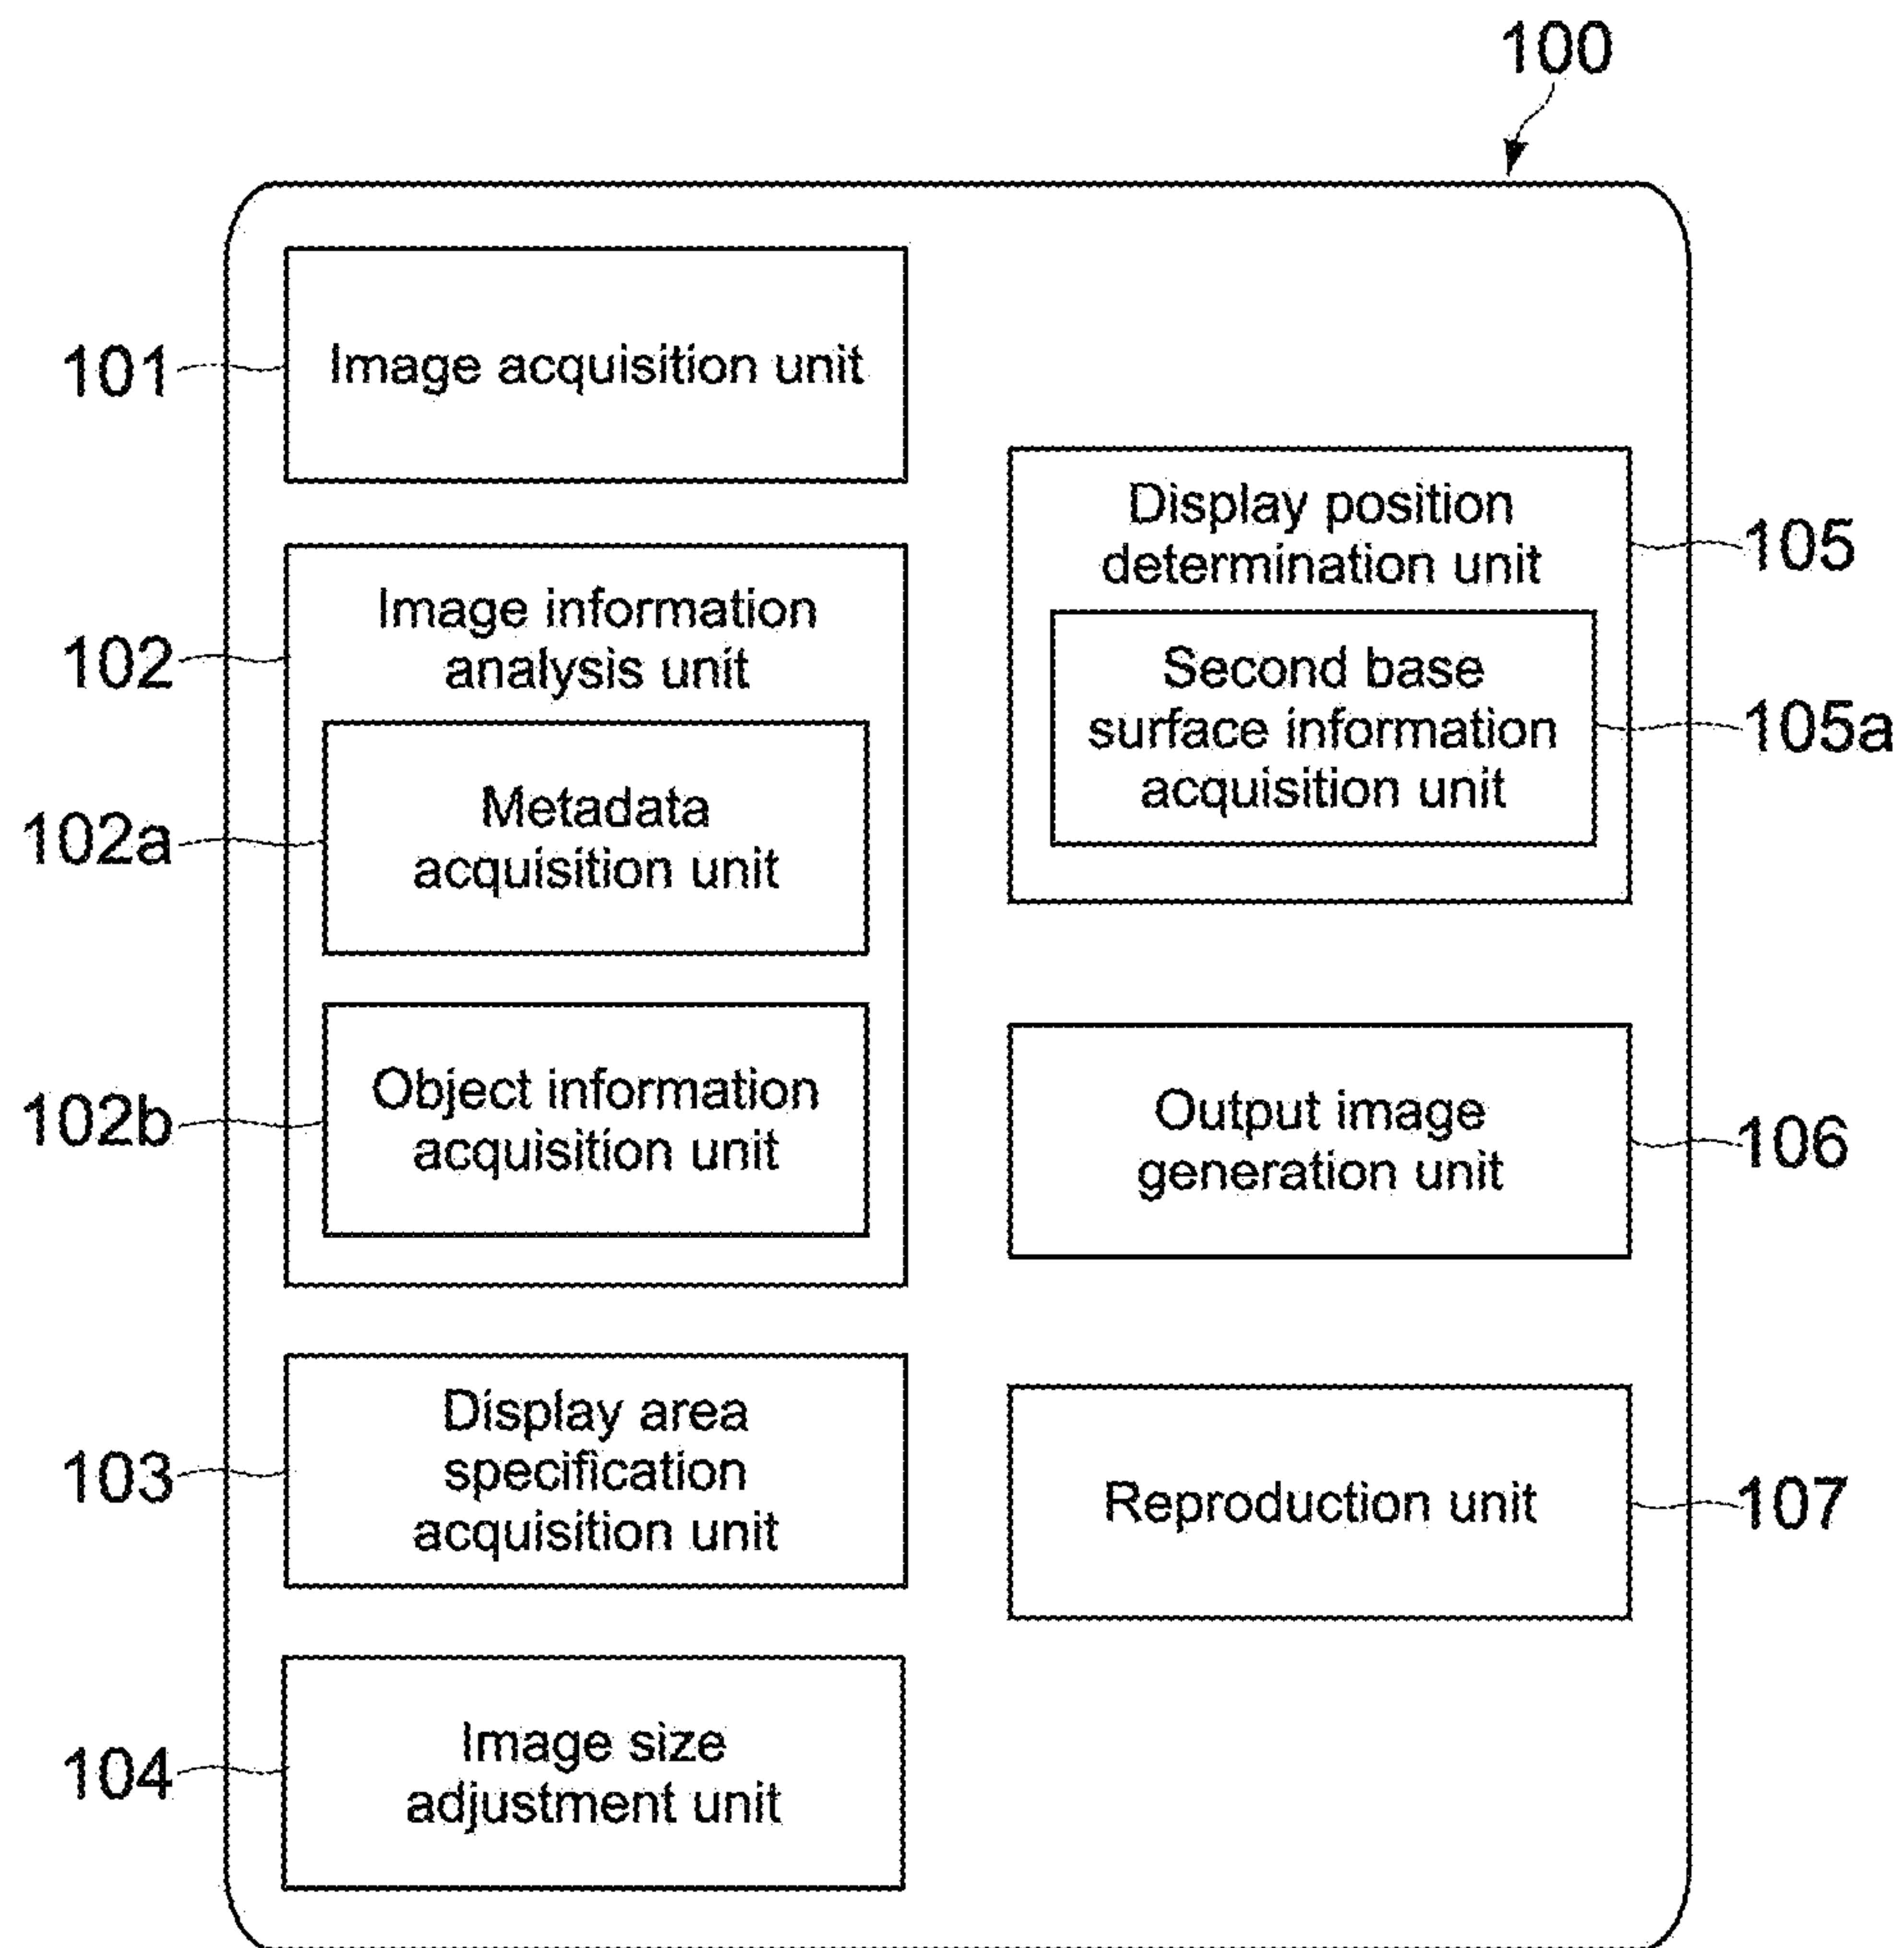 100
101
Image acquisition unit
102
Image information
analysis unit
102a
Metadata
acquisition unit
102b
Object information
acquisition unit
103
Display area
specification
acquisition unit
104
Image size
adjustment unit
Display position
determination unit
105
Second base
surface information
acquisition unit
105a
Output image
generation unit
106
Reproduction unit
107